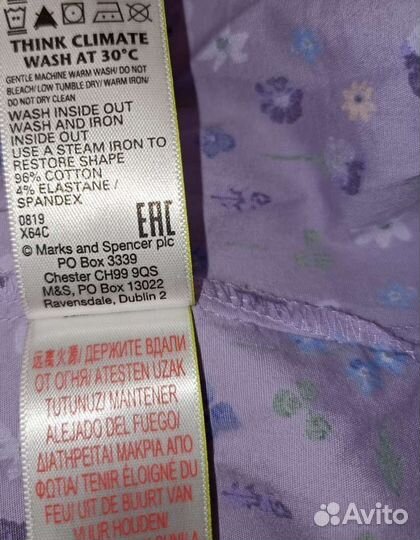 THINK CLIMATE
WASH AT 30°C
GENTLE MACHINE WARM WASH/DO NOT
BLEACH/LOW TUMBLE DRY/WARM IRON/
DO NOT DRY CLEAN
WASH INSIDE OUT
WASH AND IRON
INSIDE OUT
USE A STEAM IRON TO
RESTORE SHAPE
96% COTTON
4% ELASTANE/
SPANDEX
0819
X64C
EAC
© Marks and Spencer plc
PO Box 3339
Chester CH99 9QS
M&S, PO Box 13022
Ravensdale, Dublin 2
远离火源/ДЕРЖИТЕ ВДАЛИ
ОТ ОГНЯ/ATESTEN UZAK
TUTUNUZ/MANTENER
ALEJADO DEL FUEGO/
ΔΙΑΤΗΡΕΙΤΑΙ ΜΑΚΡΙΑ ΑΠΟ
ΦΩΤΙΑ/TENIR ÉLOIGNÉ DU
FEU/UIT DE BUURT VAN
VUUR HOUDEN/
Avito